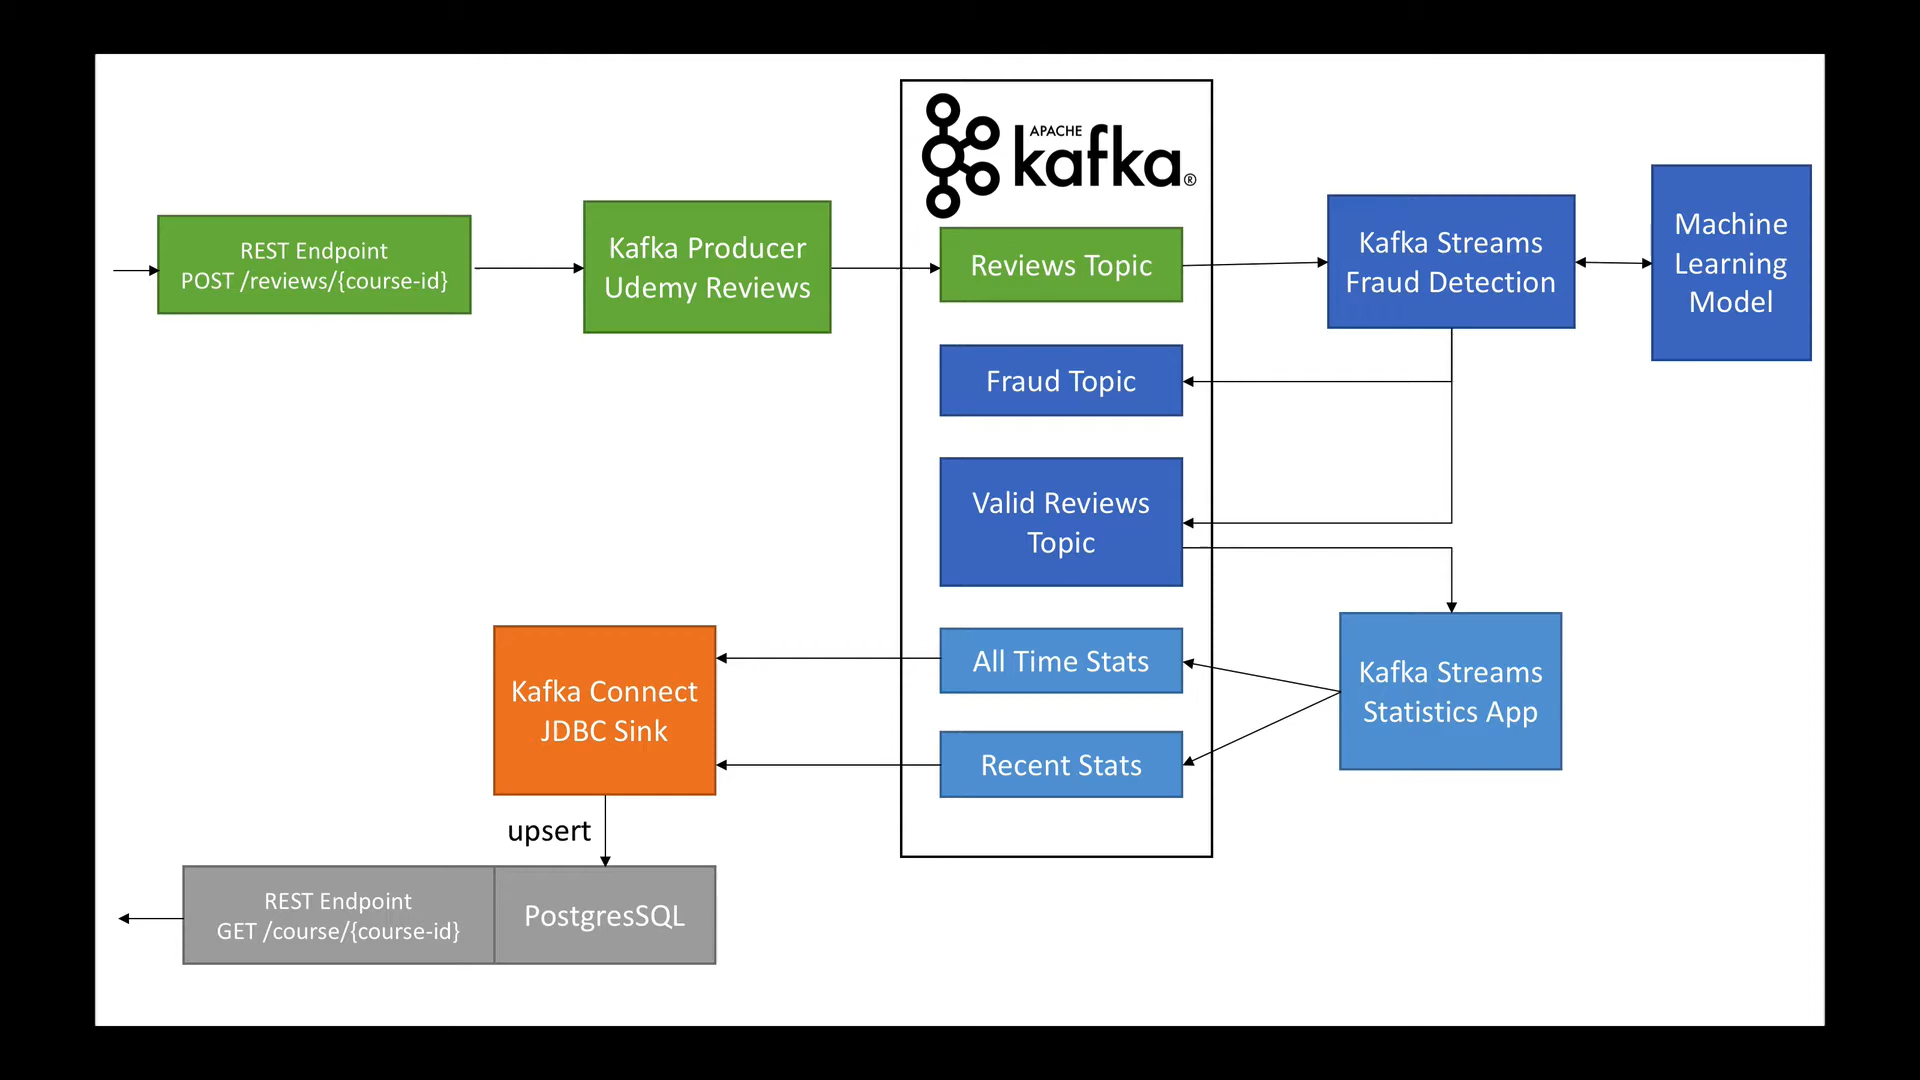 APACHE
kafka®
REST Endpoint
POST /reviews/{course-id}
Kafka Producer
Udemy Reviews
Reviews Topic
Kafka Streams
Fraud Detection
Machine
Learning
Model
Fraud Topic
Valid Reviews
Topic
Kafka Connect
JDBC Sink
All Time Stats
Kafka Streams
Statistics App
Recent Stats
upsert
REST Endpoint
GET /course/{course-id}
PostgresSQL